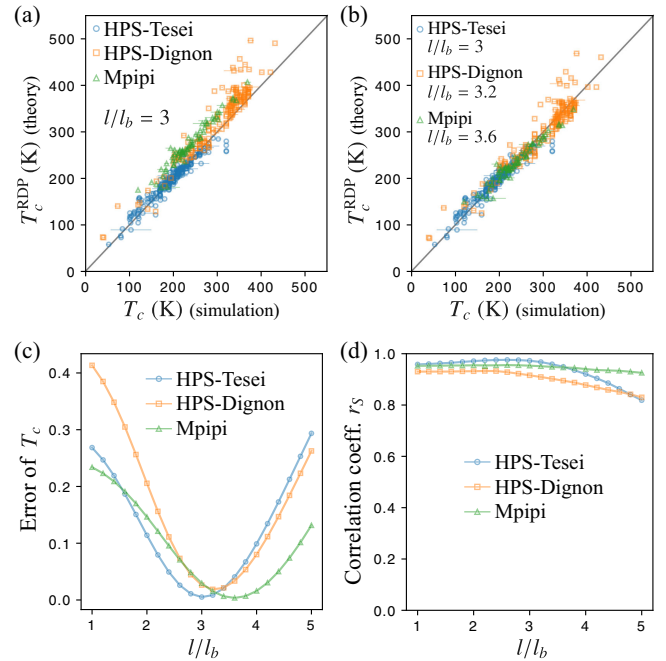 (a)
HPS-Tesei
HPS-Dignon
Mpipi
l/l_b = 3
T_c^RDP (K) (theory)
500
400
300
200
100
0
0 100 200 300 400 500
T_c (K) (simulation)
(b)
HPS-Tesei
l/l_b = 3
HPS-Dignon
l/l_b = 3.2
Mpipi
l/l_b = 3.6
T_c^RDP (K) (theory)
500
400
300
200
100
0
0 100 200 300 400 500
T_c (K) (simulation)
(c)
HPS-Tesei
HPS-Dignon
Mpipi
Error of T_c
0.4
0.3
0.2
0.1
0.0
1 2 3 4 5
l/l_b
(d)
HPS-Tesei
HPS-Dignon
Mpipi
Correlation coeff. r_S
1.0
0.8
0.6
0.4
0.2
0.0
1 2 3 4 5
l/l_b